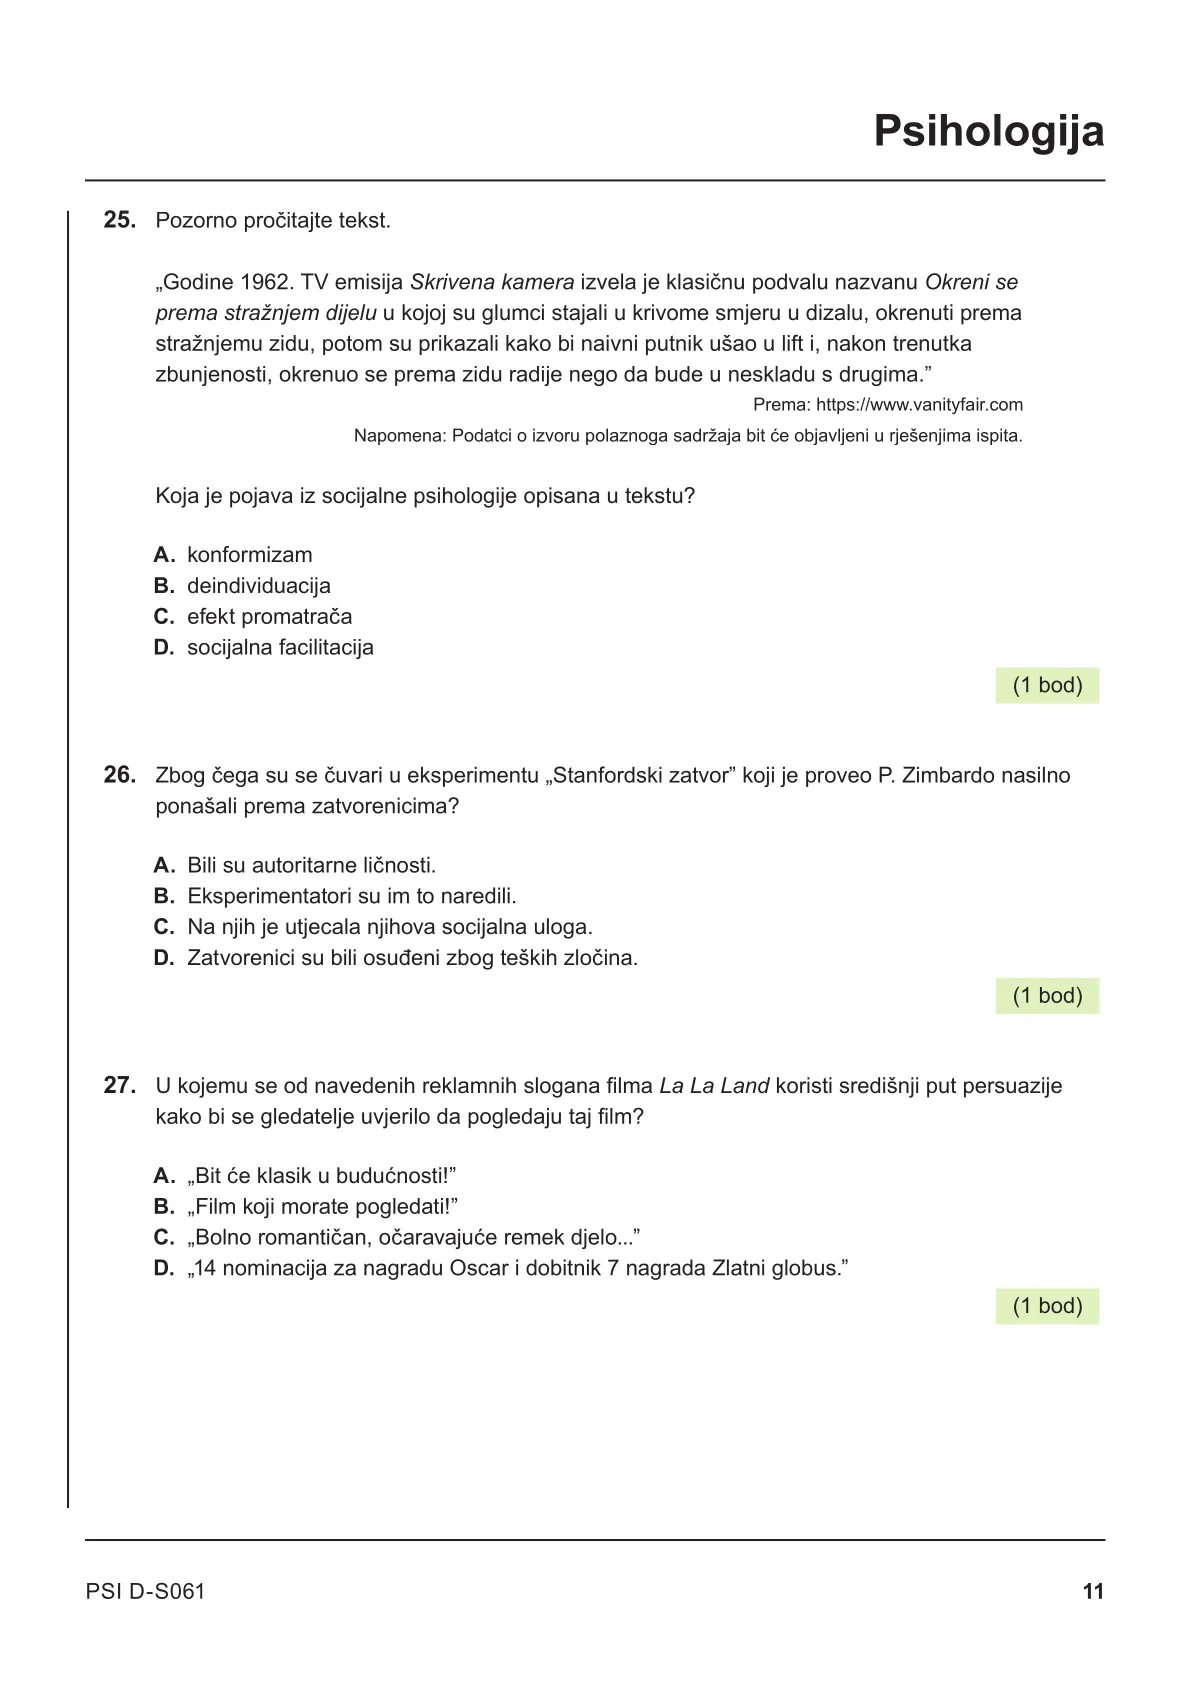 Psihologija
25. Pozorno pročitajte tekst.
„Godine 1962. TV emisija Skrivena kamera izvela je klasičnu podvalu nazvanu Okreni se
prema stražnjem dijelu u kojoj su glumci stajali u krivome smjeru u dizalu, okrenuti prema
stražnjemu zidu, potom su prikazali kako bi naivni putnik ušao u lift i, nakon trenutka
zbunjenosti, okrenuo se prema zidu radije nego da bude u neskladu s drugima.”
Prema: https://www.vanityfair.com
Napomena: Podatci o izvoru polaznoga sadržaja bit će objavljeni u rješenjima ispita.
Koja je pojava iz socijalne psihologije opisana u tekstu?
A. konformizam
B. deindividuacija
C. efekt promatrača
D. socijalna facilitacija
(1 bod)
26. Zbog čega su se čuvari u eksperimentu „Stanfordski zatvor” koji je proveo P. Zimbardo nasilno
ponašali prema zatvorenicima?
A. Bili su autoritarne ličnosti.
B. Eksperimentatori su im to naredili.
C. Na njih je utjecala njihova socijalna uloga.
D. Zatvorenici su bili osuđeni zbog teških zločina.
(1 bod)
27. U kojemu se od navedenih reklamnih slogana filma La La Land koristi središnji put persuazije
kako bi se gledatelje uvjerilo da pogledaju taj film?
A. „Bit će klasik u budućnosti!”
B. „Film koji morate pogledati!”
C. „Bolno romantičan, očaravajuće remek djelo...”
D. „14 nominacija za nagradu Oscar i dobitnik 7 nagrada Zlatni globus.”
(1 bod)
PSI D-S061
11